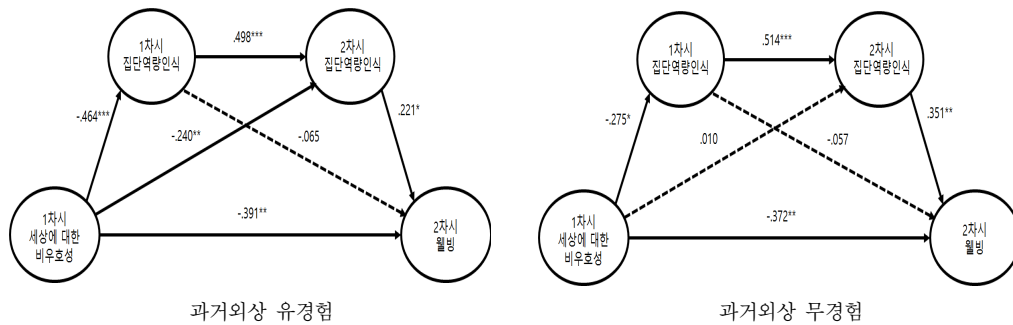 1차시
집단역량인식
.498***
2차시
집단역량인식
-.464***
-.240**
-.065
.221*
1차시
세상에 대한
비우호성
-.391**
2차시
웰빙
과거외상 유경험
1차시
집단역량인식
.514***
2차시
집단역량인식
-.275*
.010
-.057
.351**
1차시
세상에 대한
비우호성
-.372**
2차시
웰빙
과거외상 무경험